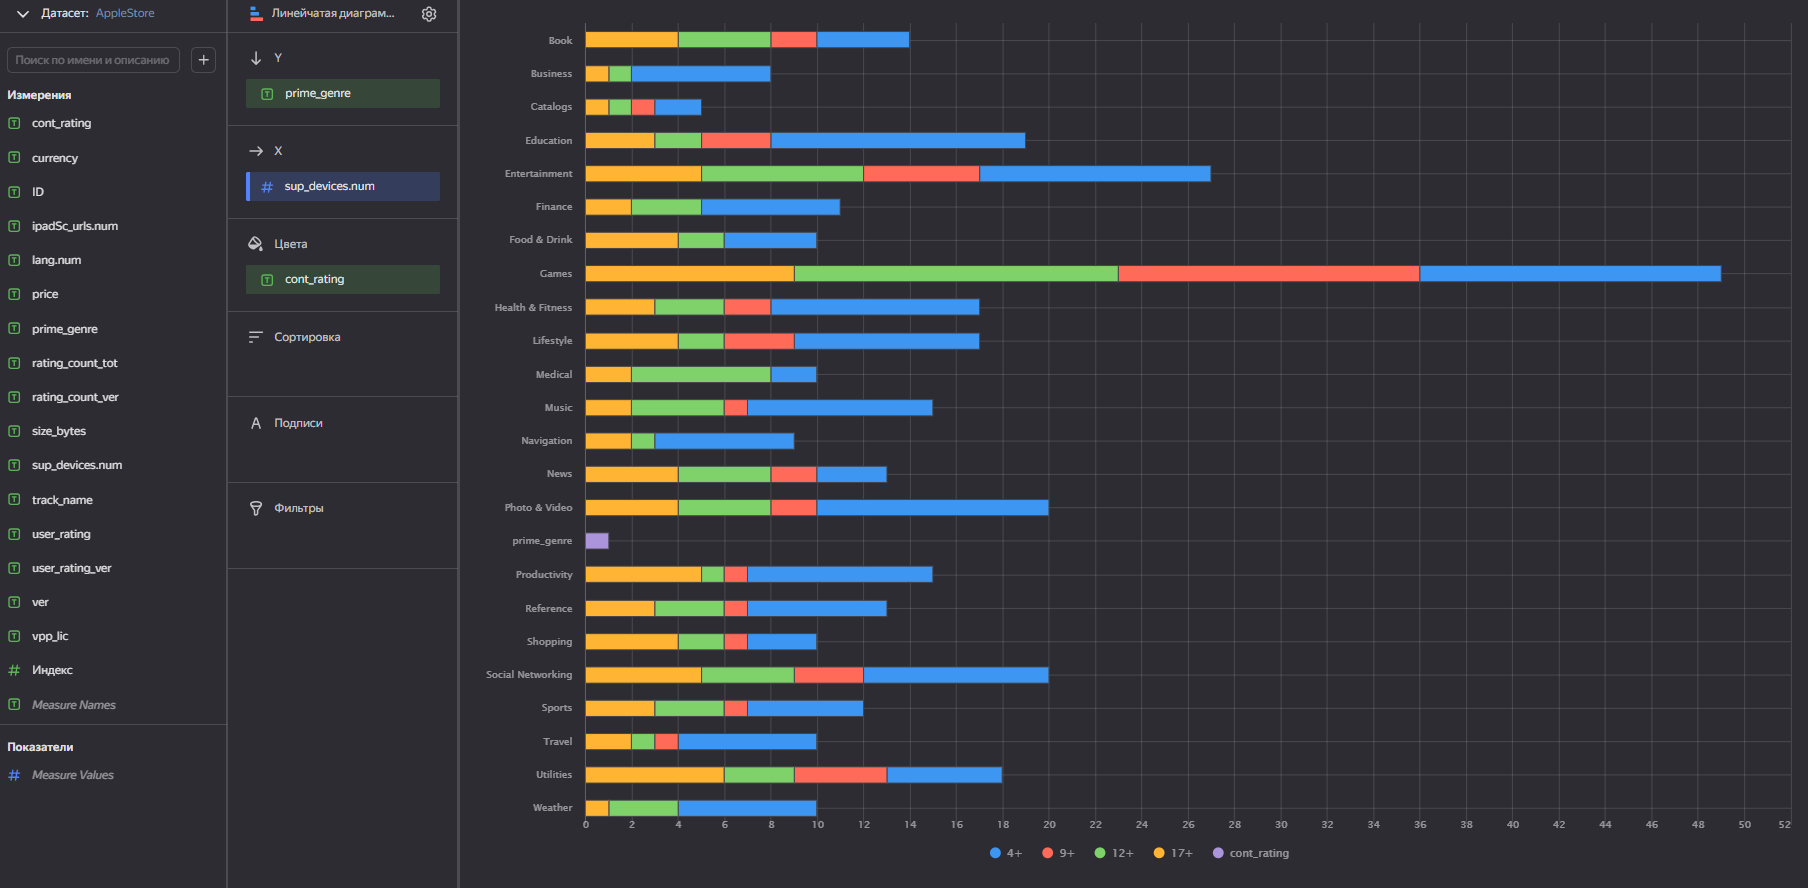 Датасет: AppleStore
Поиск по имени и описанию
+
Измерения
cont_rating
currency
ID
ipadSc_urls.num
lang.num
price
prime_genre
rating_count_tot
rating_count_ver
size_bytes
sup_devices.num
track_name
user_rating
user_rating_ver
ver
vpp_lic
Индекс
Measure Names
Показатели
Measure Values
Линейчатая диаграм...
Y
prime_genre
X
sup_devices.num
Цвета
cont_rating
Сортировка
Подписи
Фильтры
Book
Business
Catalogs
Education
Entertainment
Finance
Food & Drink
Games
Health & Fitness
Lifestyle
Medical
Music
Navigation
News
Photo & Video
prime_genre
Productivity
Reference
Shopping
Social Networking
Sports
Travel
Utilities
Weather
0 2 4 6 8 10 12 14 16 18 20 22 24 26 28 30 32 34 36 38 40 42 44 46 48 50 52
4+ 9+ 12+ 17+ cont_rating